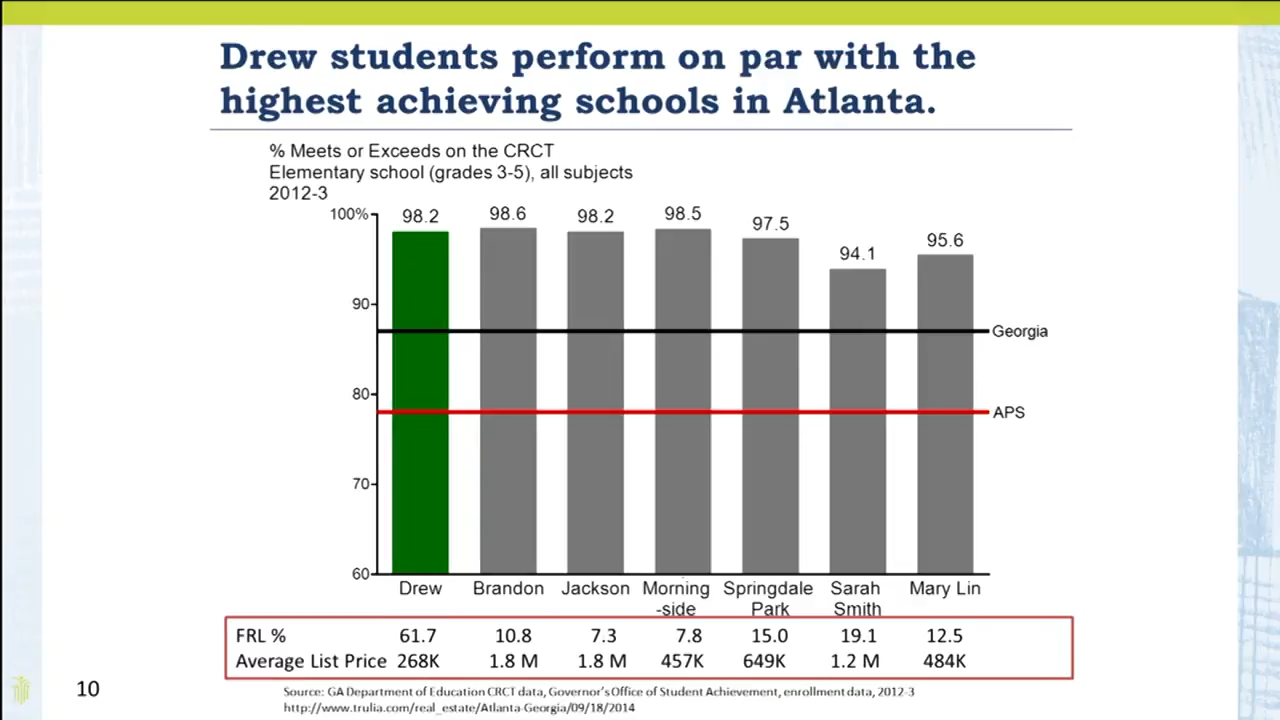 Drew students perform on par with the
highest achieving schools in Atlanta.
% Meets or Exceeds on the CRCT
Elementary school (grades 3-5), all subjects
2012-3
100%
98.2
98.6
98.2
98.5
97.5
94.1
95.6
90
Georgia
80
APS
70
60
Drew Brandon Jackson Morning Springdale Sarah Mary Lin
-side Park Smith
FRL % 61.7 10.8 7.3 7.8 15.0 19.1 12.5
Average List Price 268K 1.8 M 1.8 M 457K 649K 1.2 M 484K
10
Source: GA Department of Education CRCT data, Governor's Office of Student Achievement, enrollment data, 2012-3
http://www.trulia.com/real_estate/Atlanta-Georgia/09/18/2014